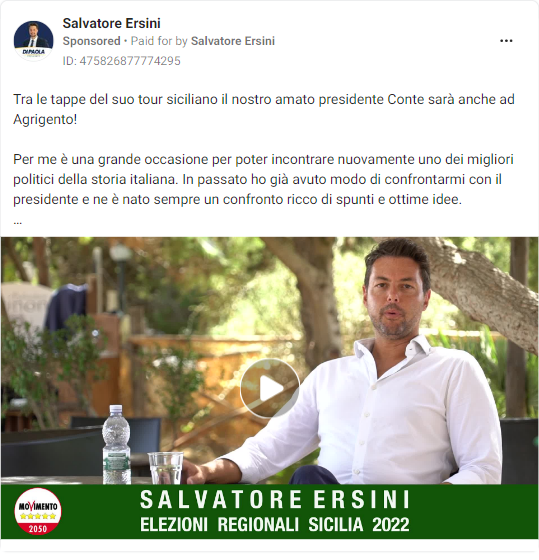 Salvatore Ersini
Sponsored • Paid for by Salvatore Ersini
ID: 475826877774295
Tra le tappe del suo tour siciliano il nostro amato presidente Conte sarà anche ad
Agrigento!
Per me è una grande occasione per poter incontrare nuovamente uno dei migliori
politici della storia italiana. In passato ho già avuto modo di confrontarmi con il
presidente e ne è nato sempre un confronto ricco di spunti e ottime idee.
...
SALVATORE ERSINI
ELEZIONI REGIONALI SICILIA 2022
MOVIMENTO
2050
DI PAOLA